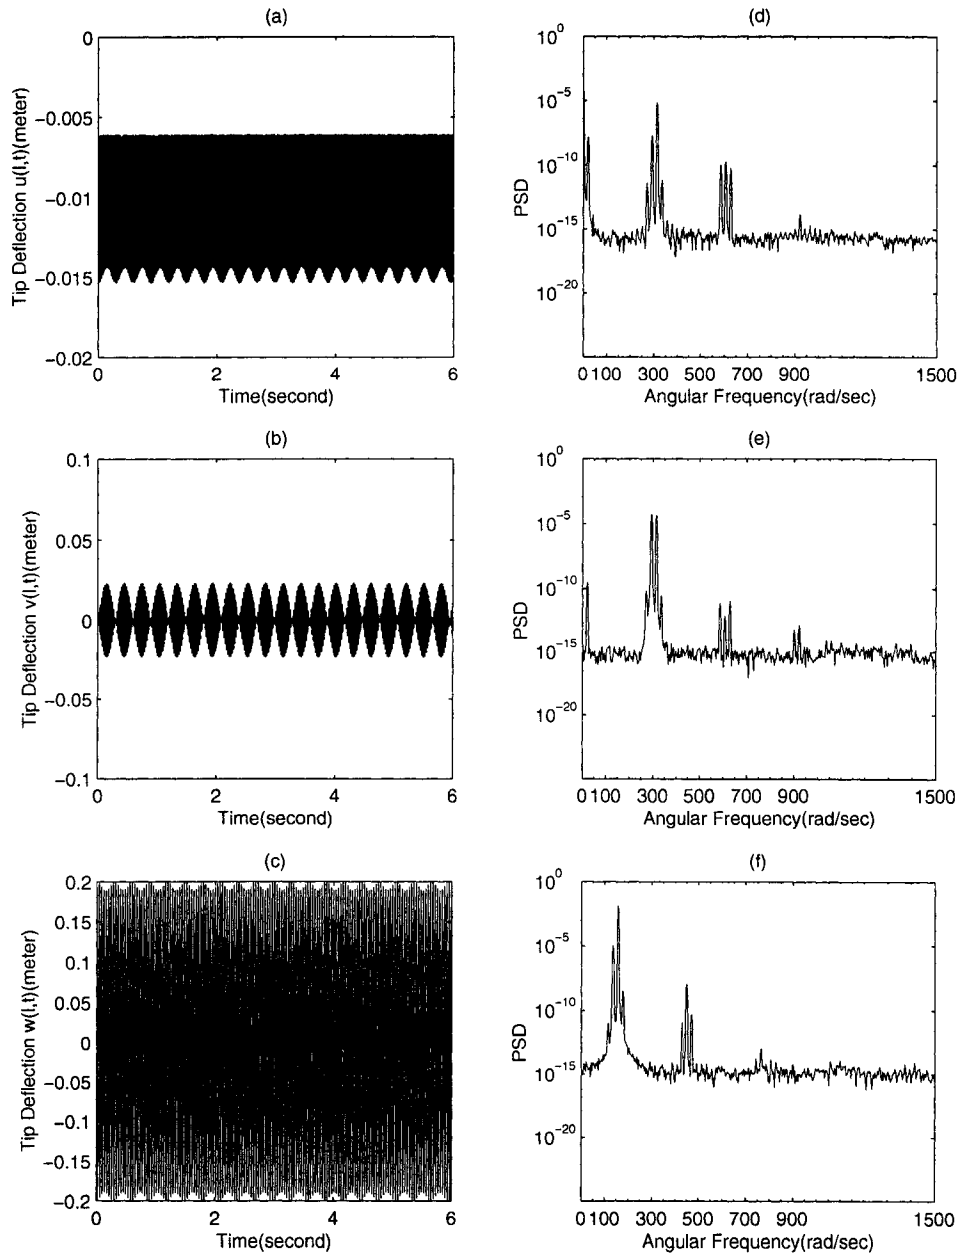 (a)
0
−0.005
−0.01
−0.015
−0.02
Tip Deflection u(l,t)(meter)
0 2 4 6
Time(second)
(d)
10^0
10^−5
10^−10
10^−15
10^−20
PSD
0 100 300 500 700 900 1500
Angular Frequency(rad/sec)
(b)
0.1
0.05
0
−0.05
−0.1
Tip Deflection v(l,t)(meter)
0 2 4 6
Time(second)
(e)
10^0
10^−5
10^−10
10^−15
10^−20
PSD
0 100 300 500 700 900 1500
Angular Frequency(rad/sec)
(c)
0.2
0.15
0.1
0.05
0
−0.05
−0.1
−0.15
−0.2
Tip Deflection w(l,t)(meter)
0 2 4 6
Time(second)
(f)
10^0
10^−5
10^−10
10^−15
10^−20
PSD
0 100 300 500 700 900 1500
Angular Frequency(rad/sec)